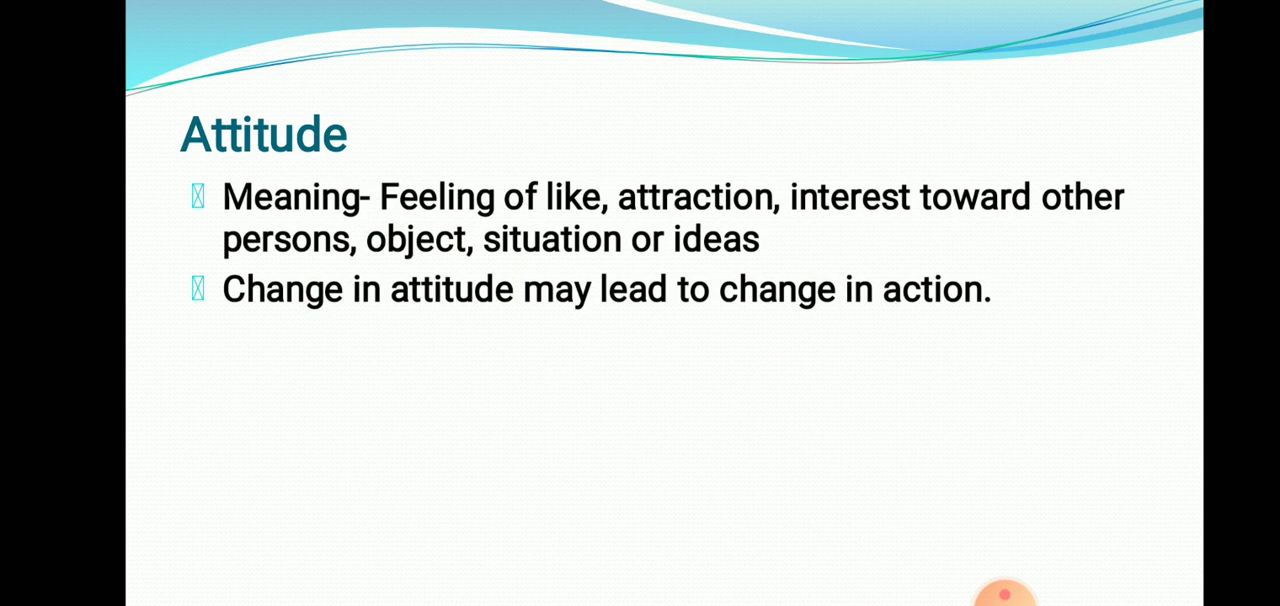 Attitude
Meaning- Feeling of like, attraction, interest toward other
persons, object, situation or ideas
Change in attitude may lead to change in action.